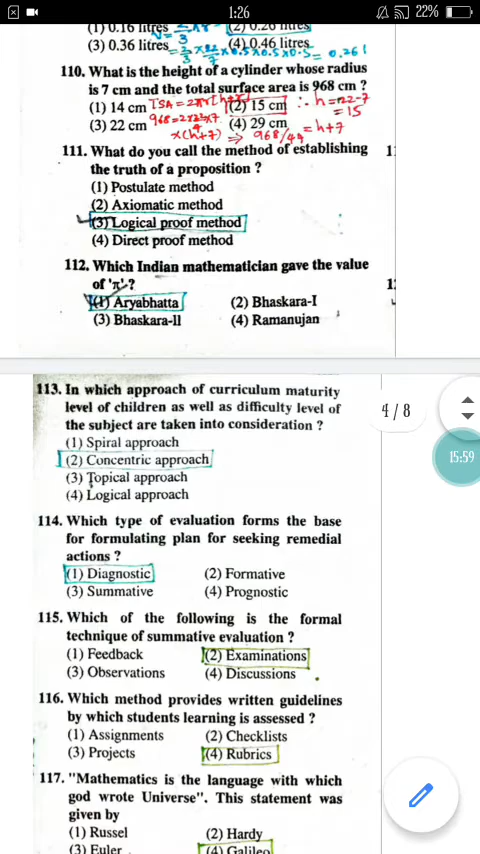 1:26
22%
(1) 0.16 litres (2) 0.26 litres
(3) 0.36 litres (4) 0.46 litres
110. What is the height of a cylinder whose radius
is 7 cm and the total surface area is 968 cm ?
(1) 14 cm TSA = 2πr(h+r) (2) 15 cm ∴ h = 22-7
= 15
(3) 22 cm 968 = 2×22/7×7 (4) 29 cm
×(h+7) ⇒ 968/44 = h+7
111. What do you call the method of establishing
the truth of a proposition ?
(1) Postulate method
(2) Axiomatic method
(3) Logical proof method
(4) Direct proof method
112. Which Indian mathematician gave the value
of 'π' ?
(1) Aryabhatta (2) Bhaskara-I
(3) Bhaskara-II (4) Ramanujan
113. In which approach of curriculum maturity
level of children as well as difficulty level of
the subject are taken into consideration ?
(1) Spiral approach
(2) Concentric approach
(3) Topical approach
(4) Logical approach
4 / 8
15:59
114. Which type of evaluation forms the base
for formulating plan for seeking remedial
actions ?
(1) Diagnostic (2) Formative
(3) Summative (4) Prognostic
115. Which of the following is the formal
technique of summative evaluation ?
(1) Feedback (2) Examinations
(3) Observations (4) Discussions
116. Which method provides written guidelines
by which students learning is assessed ?
(1) Assignments (2) Checklists
(3) Projects (4) Rubrics
117. "Mathematics is the language with which
god wrote Universe". This statement was
given by
(1) Russel (2) Hardy
(3) Euler (4) Galileo